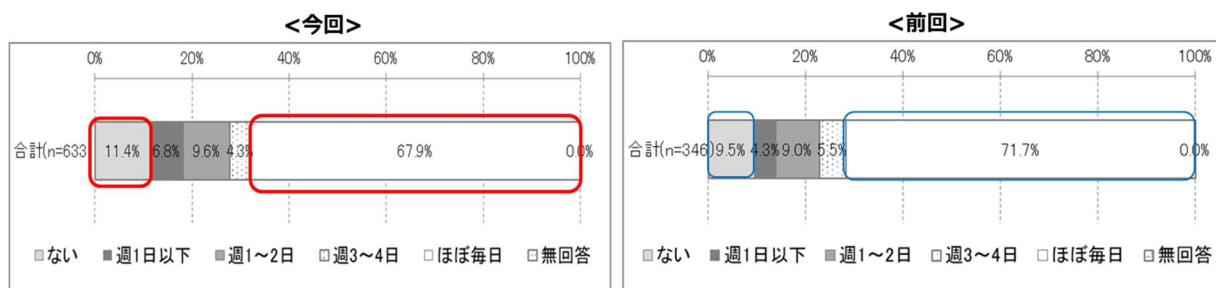 <今回>
0% 20% 40% 60% 80% 100%
合計(n=633
11.4% 6.8% 9.6% 4.3% 67.9% 0.0%
ない 週1日以下 週1～2日 週3～4日 ほぼ毎日 無回答
<前回>
0% 20% 40% 60% 80% 100%
合計(n=346)
9.5% 4.3% 9.0% 5.5% 71.7% 0.0%
ない 週1日以下 週1～2日 週3～4日 ほぼ毎日 無回答